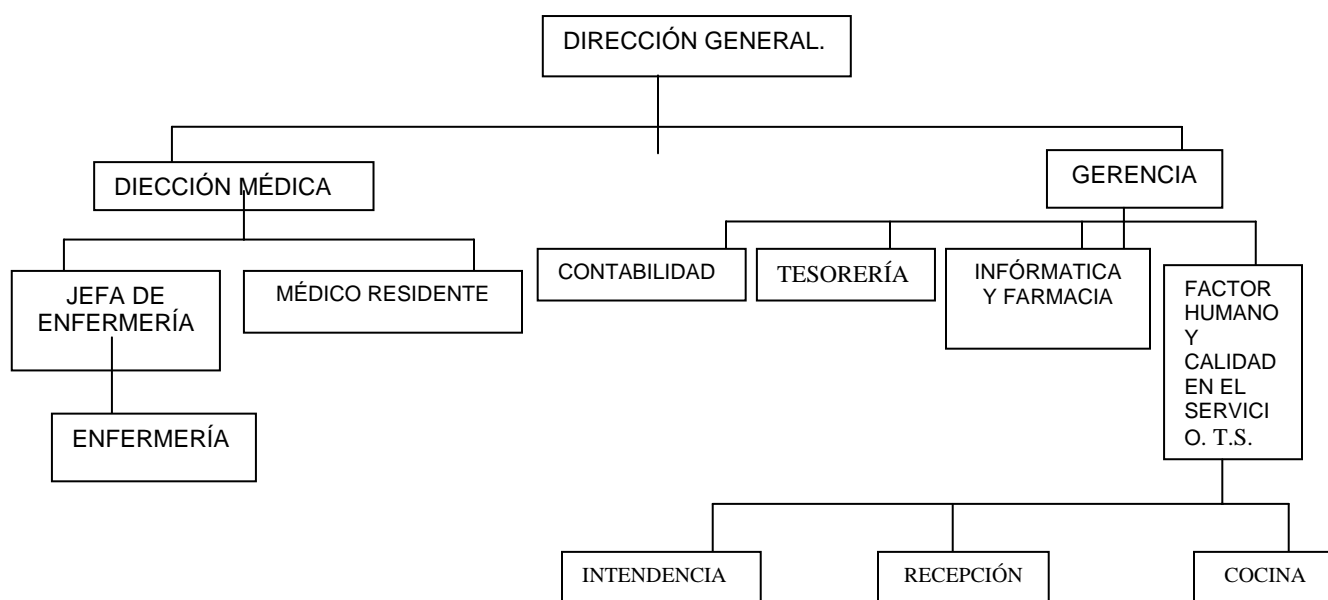 DIRECCIÓN GENERAL.
DIECCIÓN MÉDICA
GERENCIA
CONTABILIDAD
TESORERÍA
INFÓRMATICA
Y FARMACIA
FACTOR
HUMANO
Y
CALIDAD
EN EL
SERVICI
O. T.S.
JEFA DE
ENFERMERÍA
MÉDICO RESIDENTE
ENFERMERÍA
INTENDENCIA
RECEPCIÓN
COCINA